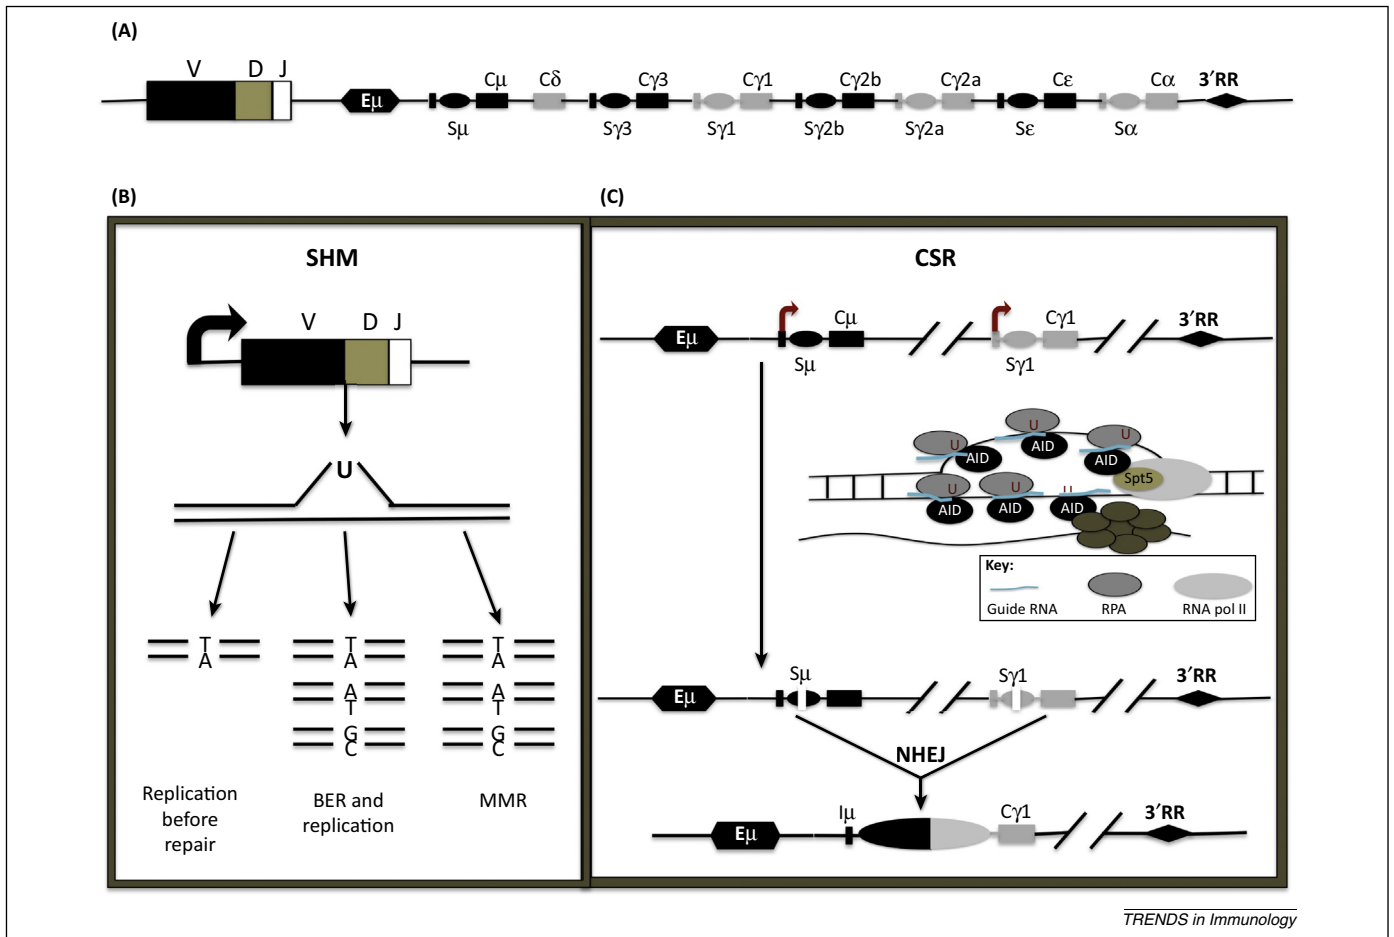 (A)
V D J
Eμ
Cμ Cδ Cγ3 Cγ1 Cγ2b Cγ2a Cε Cα 3′RR
Sμ Sγ3 Sγ1 Sγ2b Sγ2a Sε Sα
(B)
SHM
V D J
U
T
A
T
A
A
T
G
C
T
A
A
T
G
C
Replication
before
repair
BER and
replication
MMR
(C)
CSR
Eμ
Cμ
Sμ
Cγ1
Sγ1
3′RR
U U U
AID AID AID
Spt5
U U U
AID AID AID
Key:
Guide RNA RPA RNA pol II
Eμ
Sμ Sγ1 3′RR
NHEJ
Eμ
Iμ Cγ1 3′RR
TRENDS in Immunology